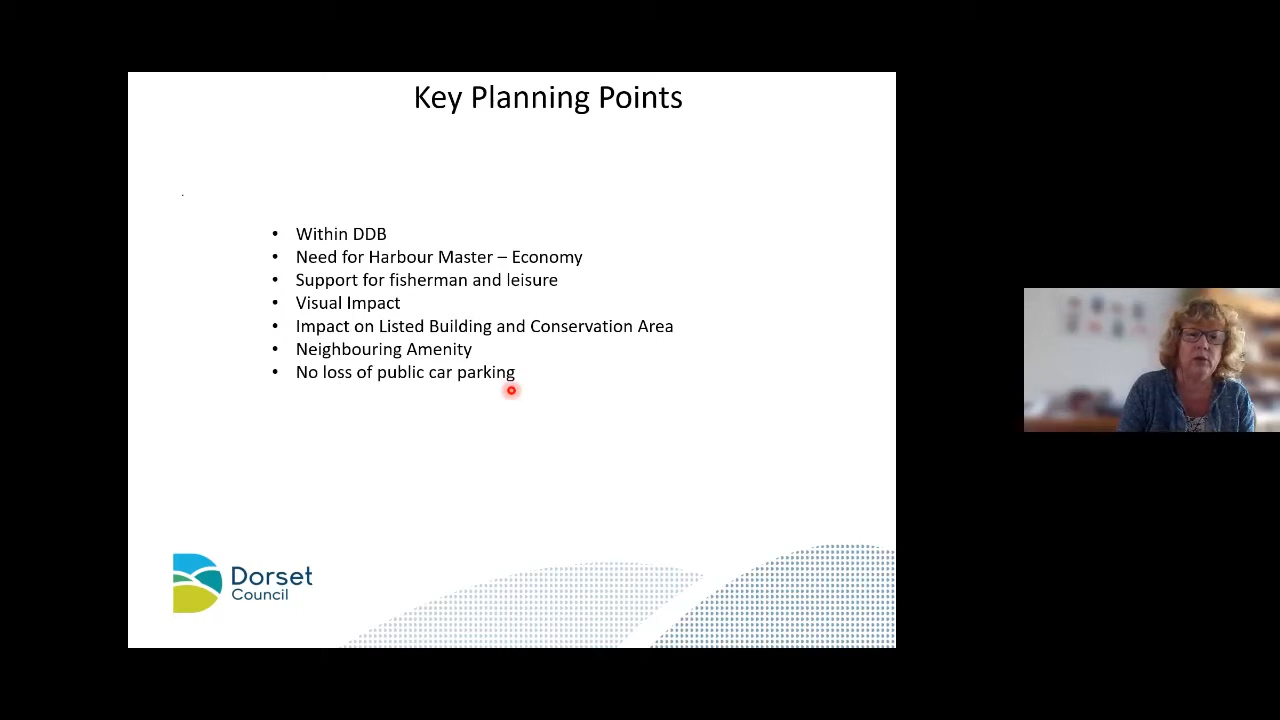 Key Planning Points
• Within DDB
• Need for Harbour Master – Economy
• Support for fisherman and leisure
• Visual Impact
• Impact on Listed Building and Conservation Area
• Neighbouring Amenity
• No loss of public car parking
Dorset
Council